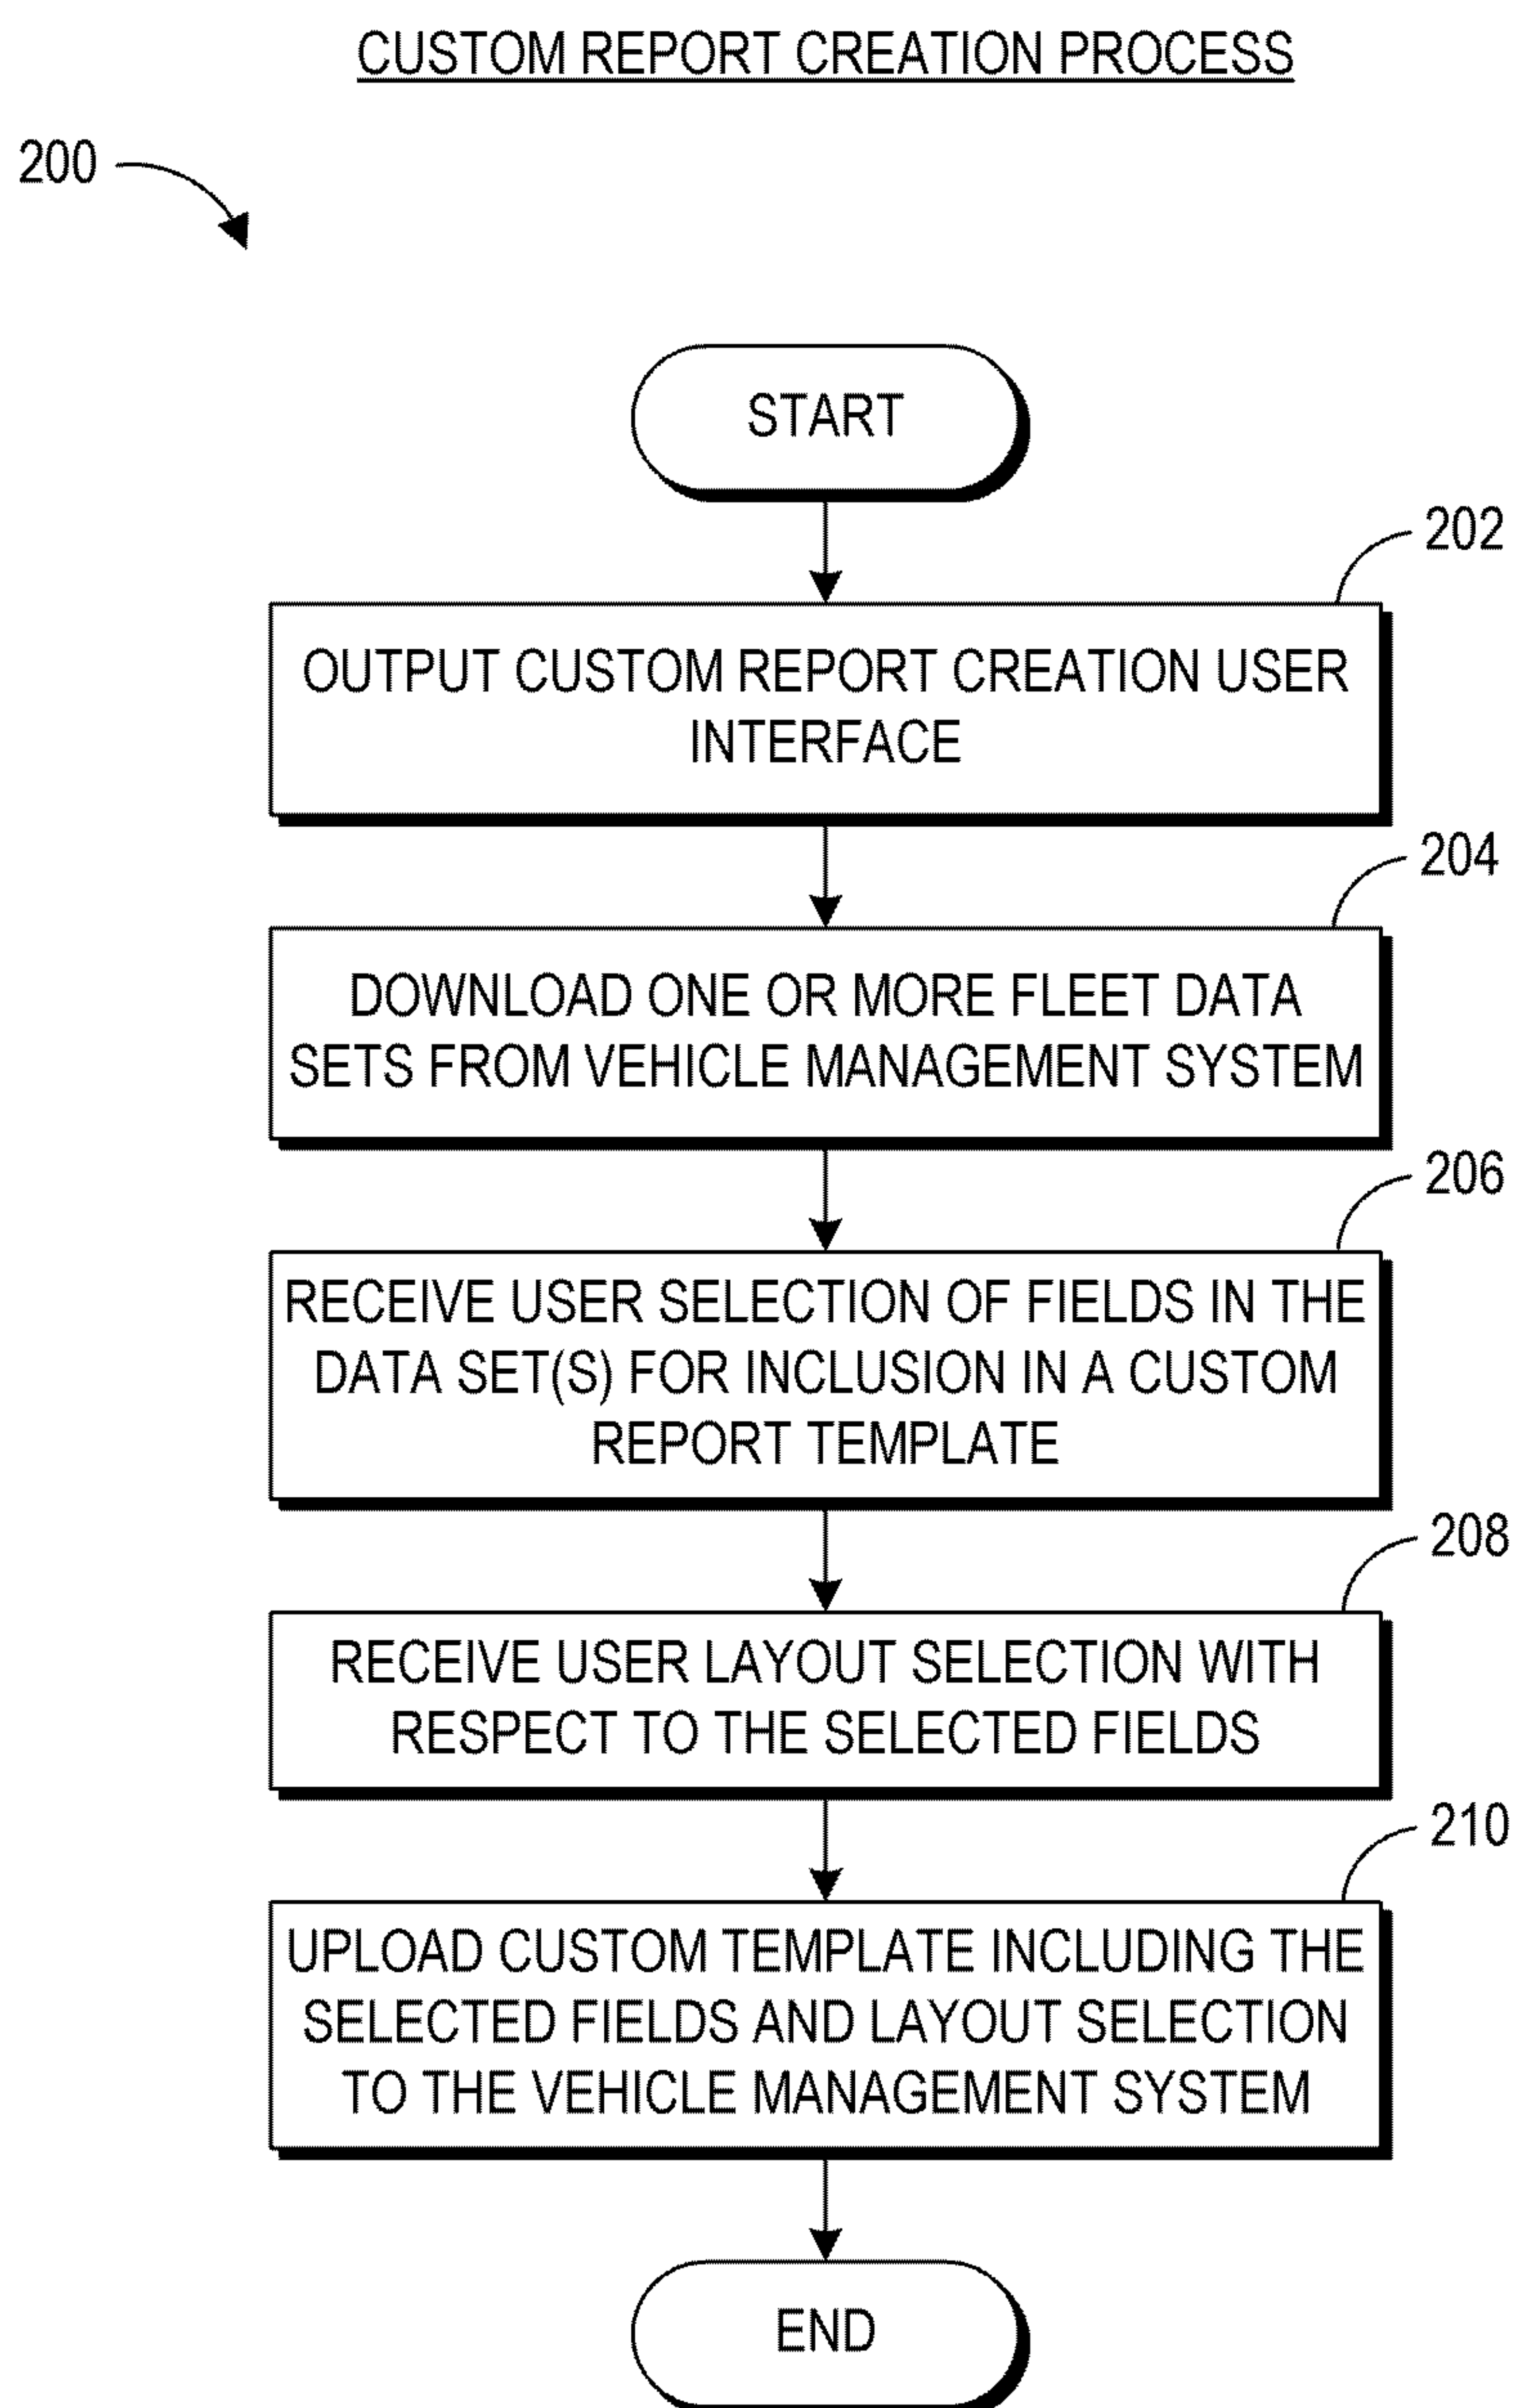 CUSTOM REPORT CREATION PROCESS
200
START
202
OUTPUT CUSTOM REPORT CREATION USER
INTERFACE
204
DOWNLOAD ONE OR MORE FLEET DATA
SETS FROM VEHICLE MANAGEMENT SYSTEM
206
RECEIVE USER SELECTION OF FIELDS IN THE
DATA SET(S) FOR INCLUSION IN A CUSTOM
REPORT TEMPLATE
208
RECEIVE USER LAYOUT SELECTION WITH
RESPECT TO THE SELECTED FIELDS
210
UPLOAD CUSTOM TEMPLATE INCLUDING THE
SELECTED FIELDS AND LAYOUT SELECTION
TO THE VEHICLE MANAGEMENT SYSTEM
END